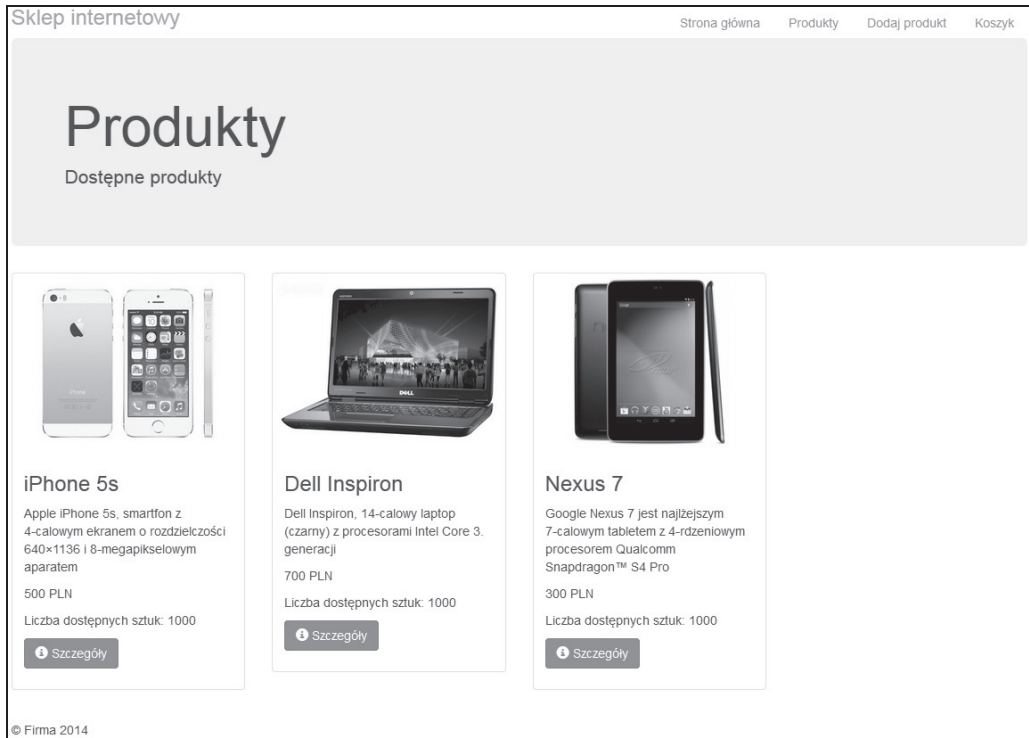 Sklep internetowy
Strona główna Produkty Dodaj produkt Koszyk
Produkty
Dostępne produkty
iPhone
DELL
Google
iPhone 5s
Apple iPhone 5s, smartfon z
4-calowym ekranem o rozdzielczości
640×1136 i 8-megapikselowym
aparatem
500 PLN
Liczba dostępnych sztuk: 1000
Szczegóły
Dell Inspiron
Dell Inspiron, 14-calowy laptop
(czarny) z procesorami Intel Core 3.
generacji
700 PLN
Liczba dostępnych sztuk: 1000
Szczegóły
Nexus 7
Google Nexus 7 jest najlżejszym
7-calowym tabletem z 4-rdzeniowym
procesorem Qualcomm
Snapdragon™ S4 Pro
300 PLN
Liczba dostępnych sztuk: 1000
Szczegóły
© Firma 2014